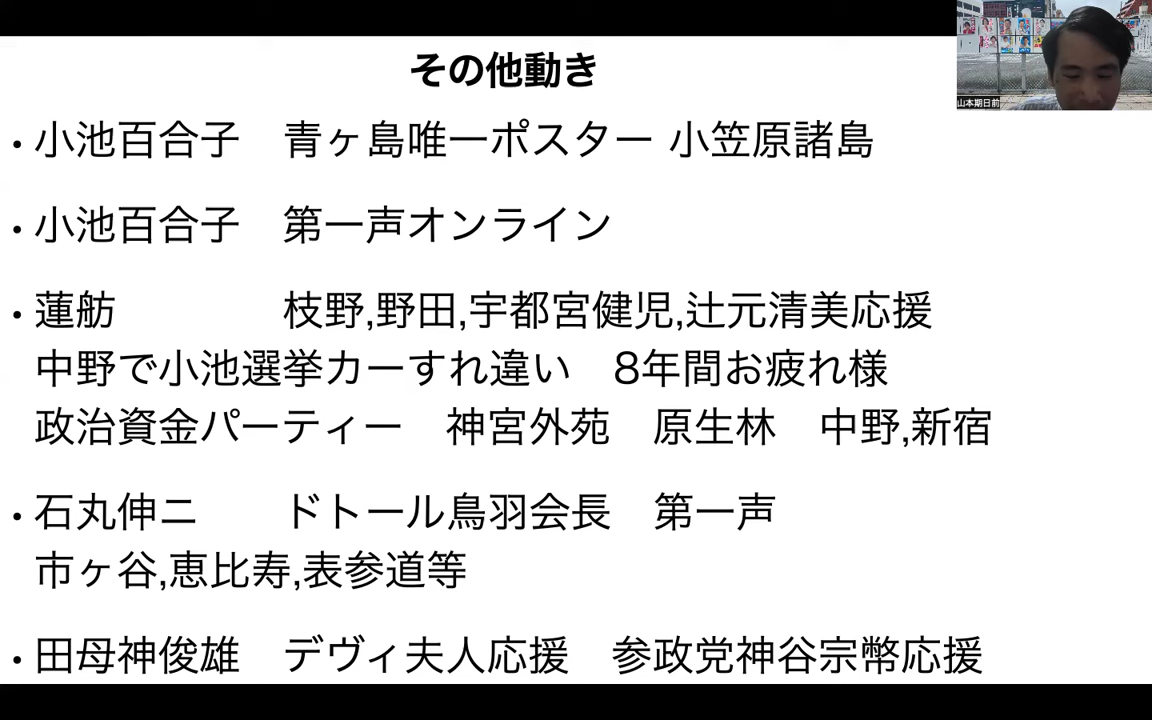 その他動き
山本期日前
・小池百合子　青ヶ島唯一ポスター 小笠原諸島
・小池百合子　第一声オンライン
・蓮舫　　　　枝野,野田,宇都宮健児,辻元清美応援
中野で小池選挙カーすれ違い　8年間お疲れ様
政治資金パーティー　神宮外苑　原生林　中野,新宿
・石丸伸ニ　　ドトール鳥羽会長　第一声
市ヶ谷,恵比寿,表参道等
・田母神俊雄　デヴィ夫人応援　参政党神谷宗幣応援